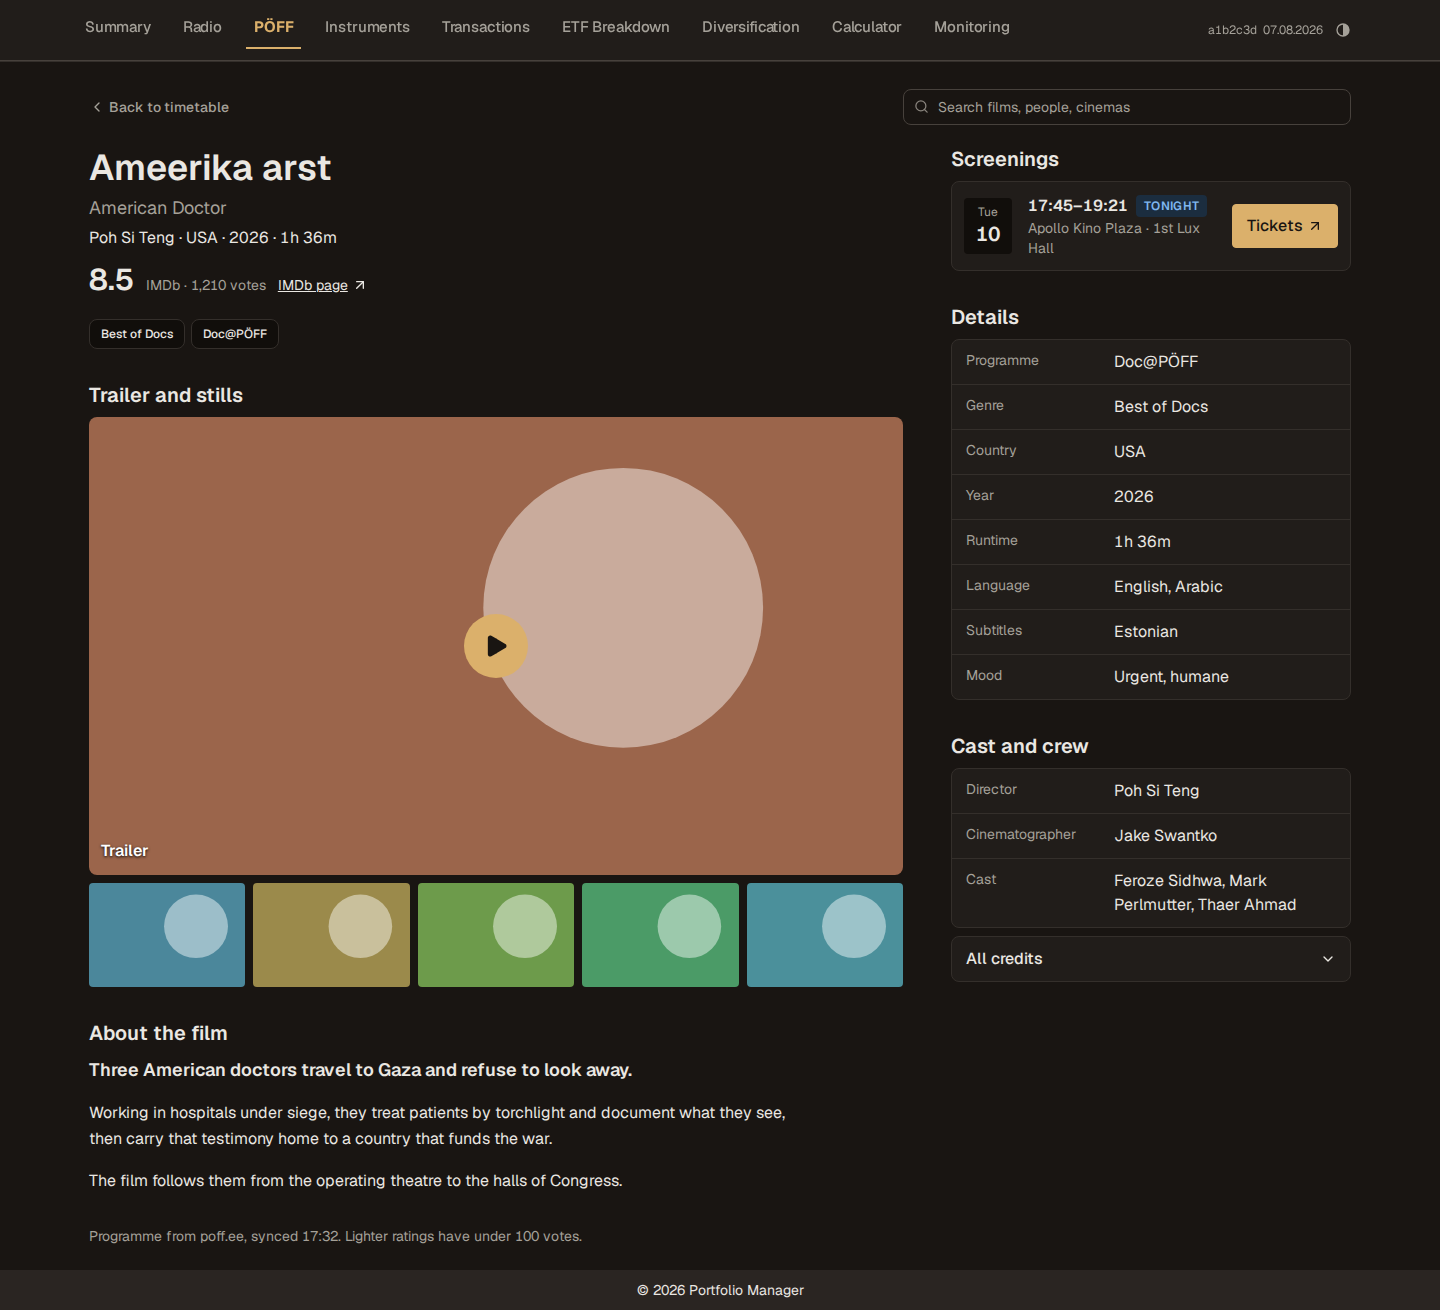 Summary Radio PÖFF Instruments Transactions ETF Breakdown Diversification Calculator Monitoring a1b2c3d 07.08.2026
Back to timetable
Search films, people, cinemas
Ameerika arst
American Doctor
Poh Si Teng · USA · 2026 · 1h 36m
8.5 IMDb · 1,210 votes IMDb page
Best of Docs Doc@PÖFF
Trailer and stills
Trailer
About the film
Three American doctors travel to Gaza and refuse to look away.
Working in hospitals under siege, they treat patients by torchlight and document what they see,
then carry that testimony home to a country that funds the war.
The film follows them from the operating theatre to the halls of Congress.
Programme from poff.ee, synced 17:32. Lighter ratings have under 100 votes.
Screenings
Tue
10
17:45–19:21 TONIGHT
Apollo Kino Plaza · 1st Lux
Hall
Tickets
Details
Programme Doc@PÖFF
Genre Best of Docs
Country USA
Year 2026
Runtime 1h 36m
Language English, Arabic
Subtitles Estonian
Mood Urgent, humane
Cast and crew
Director Poh Si Teng
Cinematographer Jake Swantko
Cast Feroze Sidhwa, Mark
Perlmutter, Thaer Ahmad
All credits
© 2026 Portfolio Manager